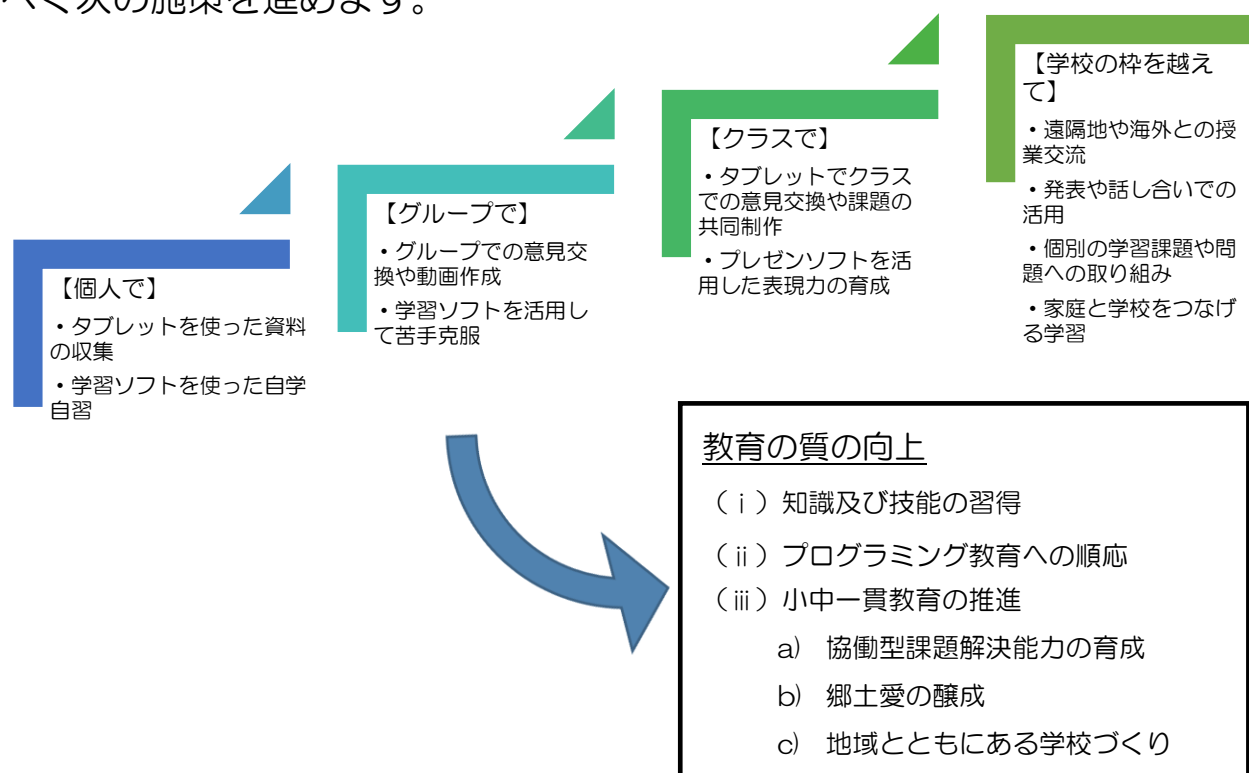 べく次の施策を進めます。
【個人で】
・タブレットを使った資料
の収集
・学習ソフトを使った自学
自習
【グループで】
・グループでの意見交
換や動画作成
・学習ソフトを活用し
て苦手克服
【クラスで】
・タブレットでクラス
での意見交換や課題の
共同制作
・プレゼンソフトを活
用した表現力の育成
【学校の枠を越え
て】
・遠隔地や海外との授
業交流
・発表や話し合いでの
活用
・個別の学習課題や問
題への取り組み
・家庭と学校をつなげ
る学習
教育の質の向上
（ⅰ）知識及び技能の習得
（ⅱ）プログラミング教育への順応
（ⅲ）小中一貫教育の推進
a) 協働型課題解決能力の育成
b) 郷土愛の醸成
c) 地域とともにある学校づくり